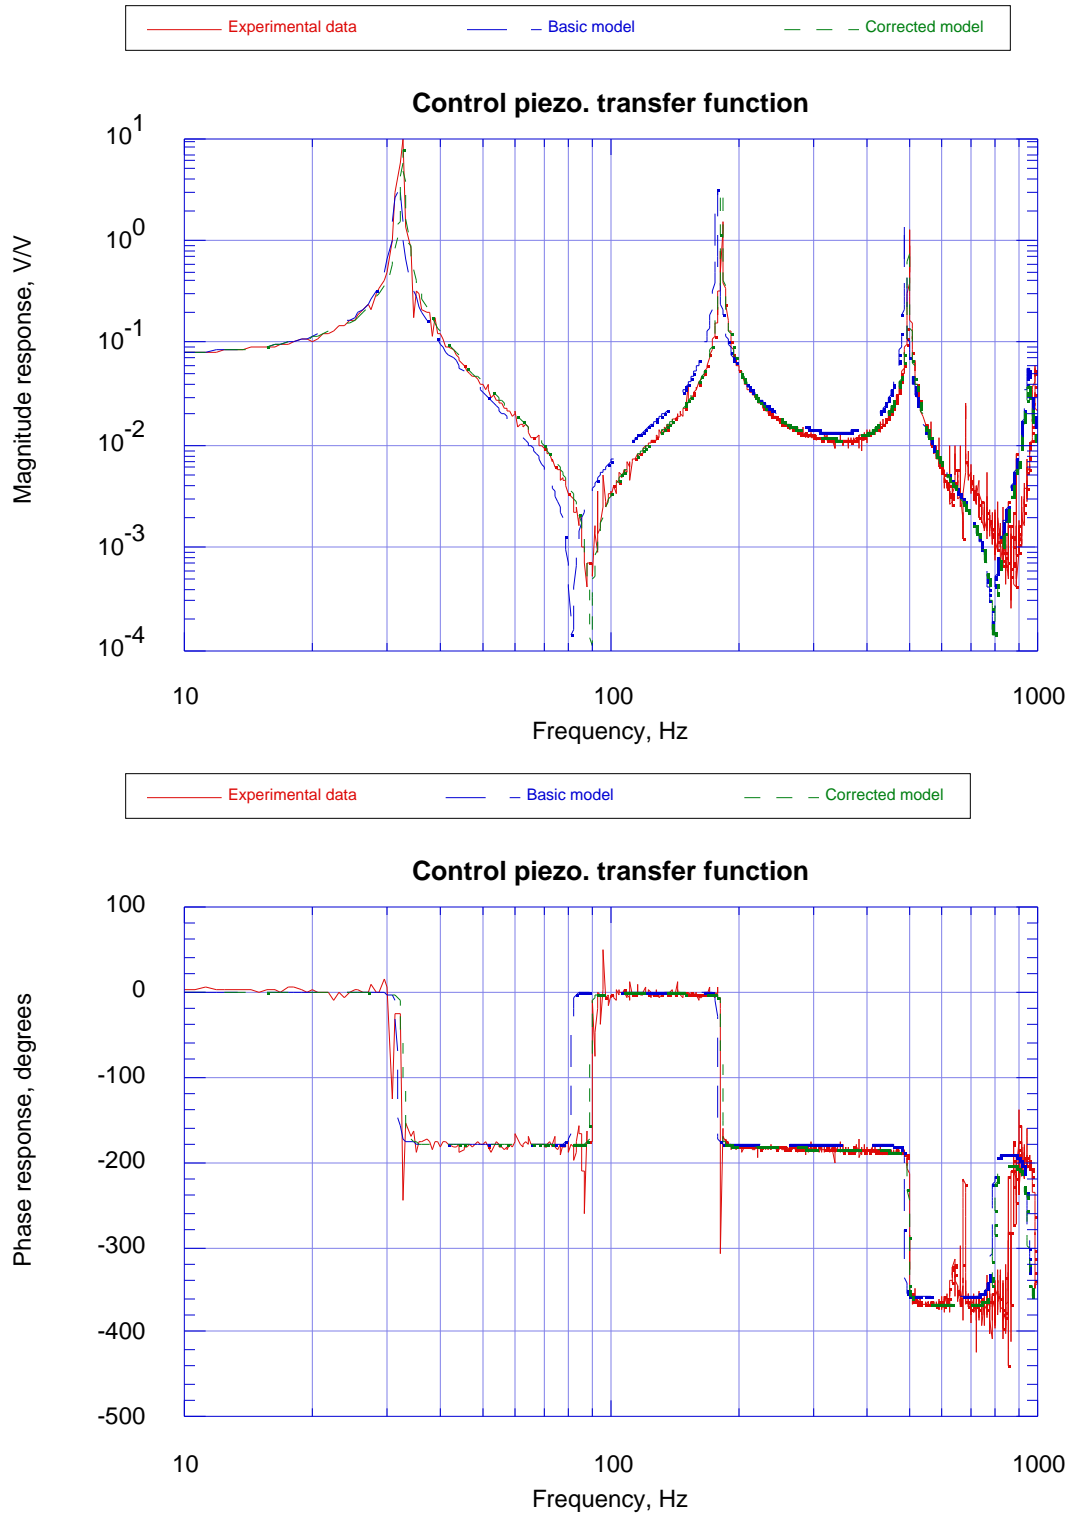 Experimental data Basic model Corrected model
Control piezo. transfer function
Magnitude response, V/V
10^1
10^0
10^-1
10^-2
10^-3
10^-4
10 100 1000
Frequency, Hz
Experimental data Basic model Corrected model
Control piezo. transfer function
Phase response, degrees
100
0
-100
-200
-300
-400
-500
10 100 1000
Frequency, Hz